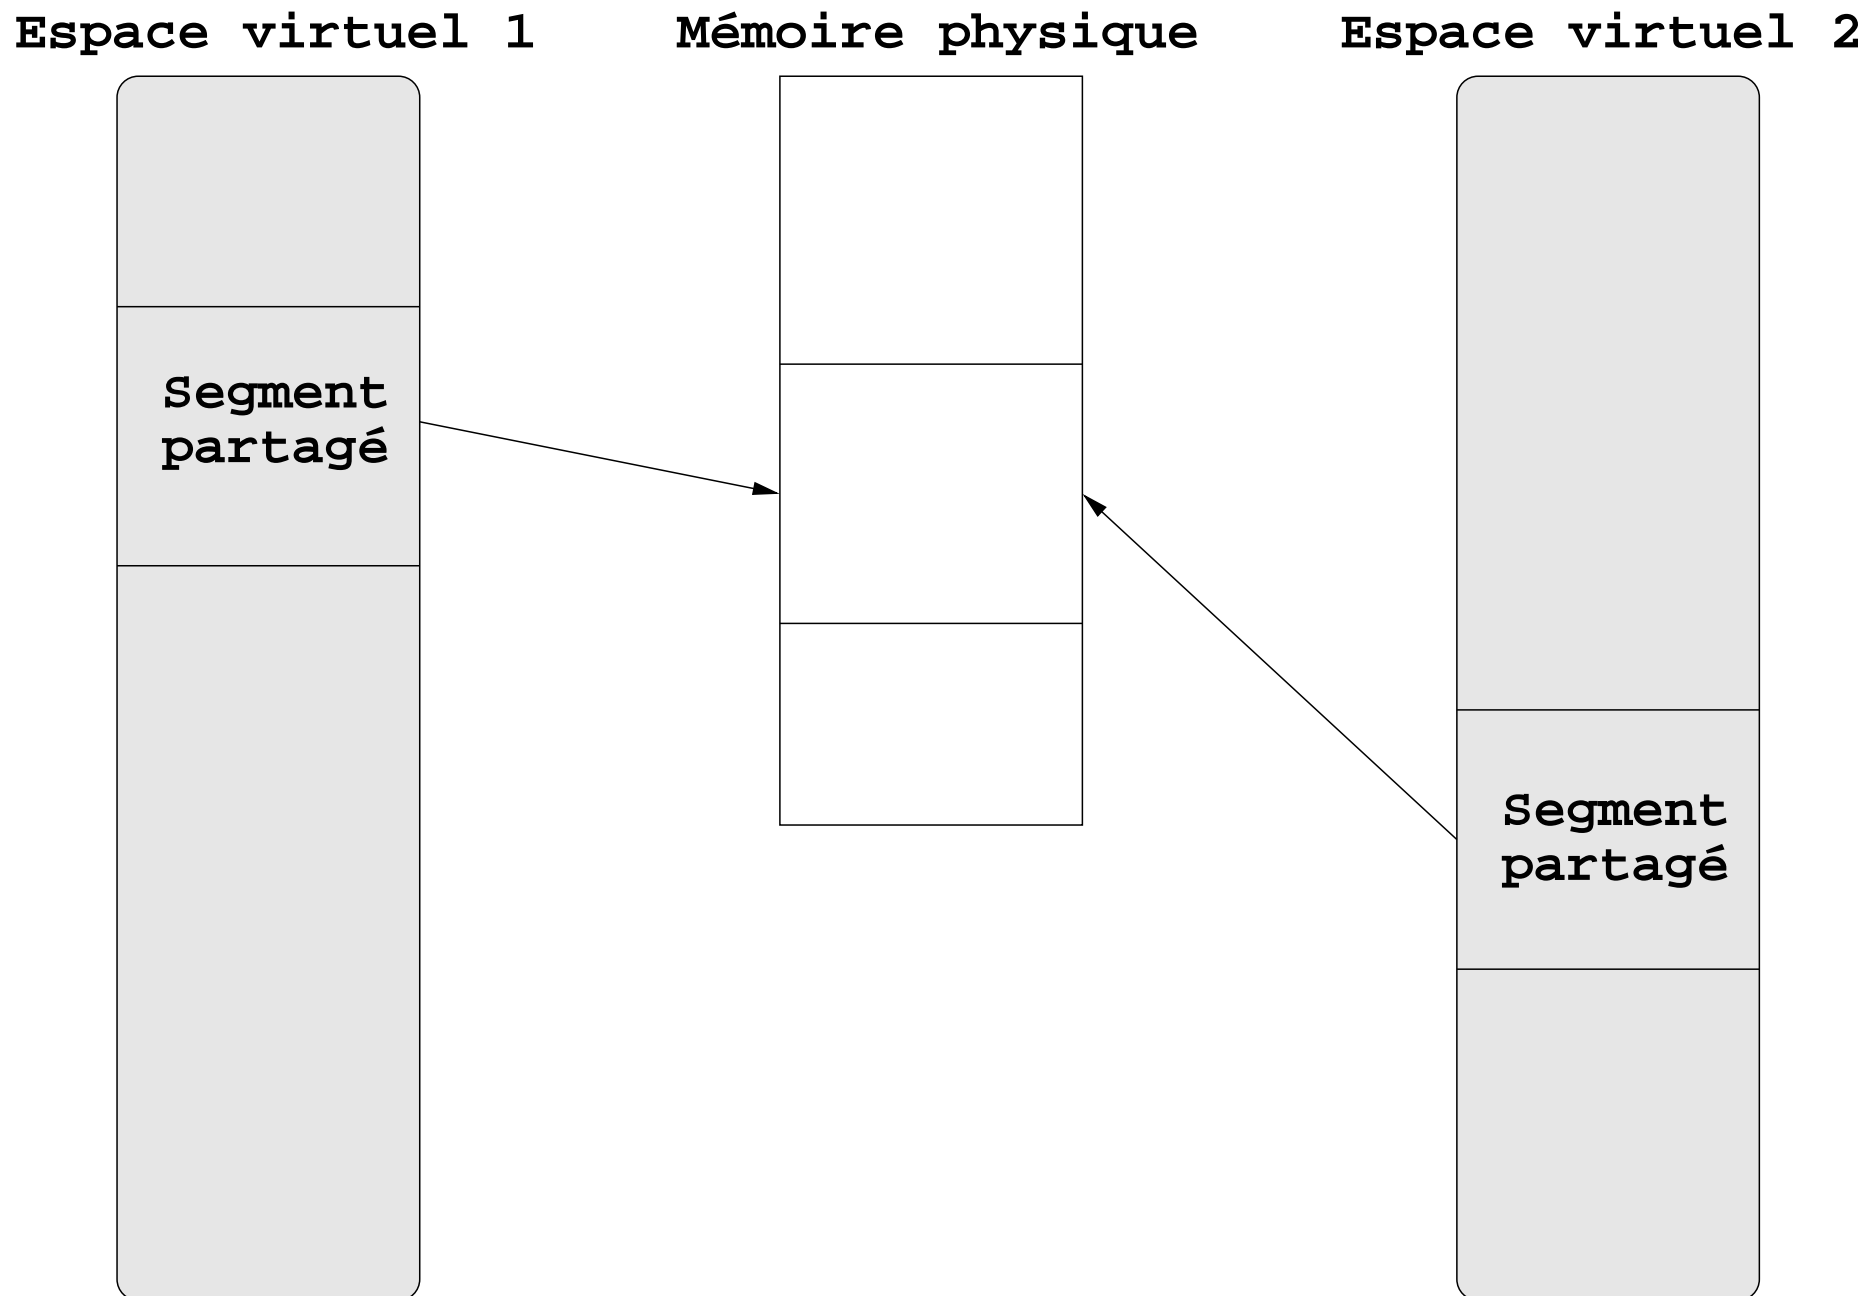 Espace virtuel 1
Mémoire physique
Espace virtuel 2
Segment
partagé
Segment
partagé